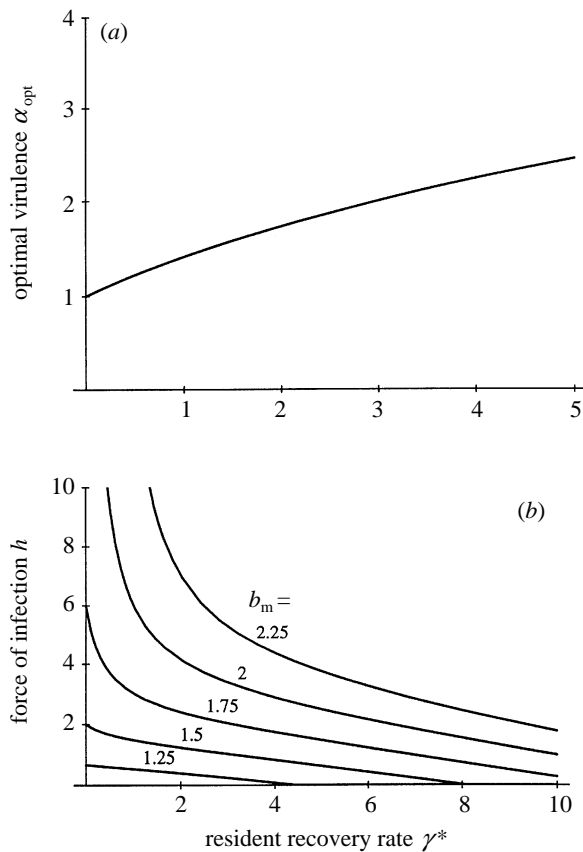 (a)
4
3
2
1
optimal virulence α_opt
1 2 3 4 5
(b)
10
8
6
4
2
force of infection h
b_m =
2.25
2
1.75
1.5
1.25
2 4 6 8 10
resident recovery rate γ*